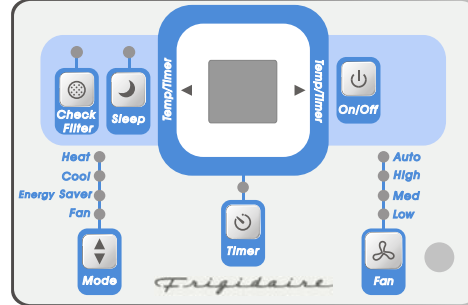 Temp/Timer
Temp/Timer
Check
Filter
Sleep
On/Off
Heat
Cool
Energy Saver
Fan
Auto
High
Med
Low
Mode
Timer
Fan
Frigidaire